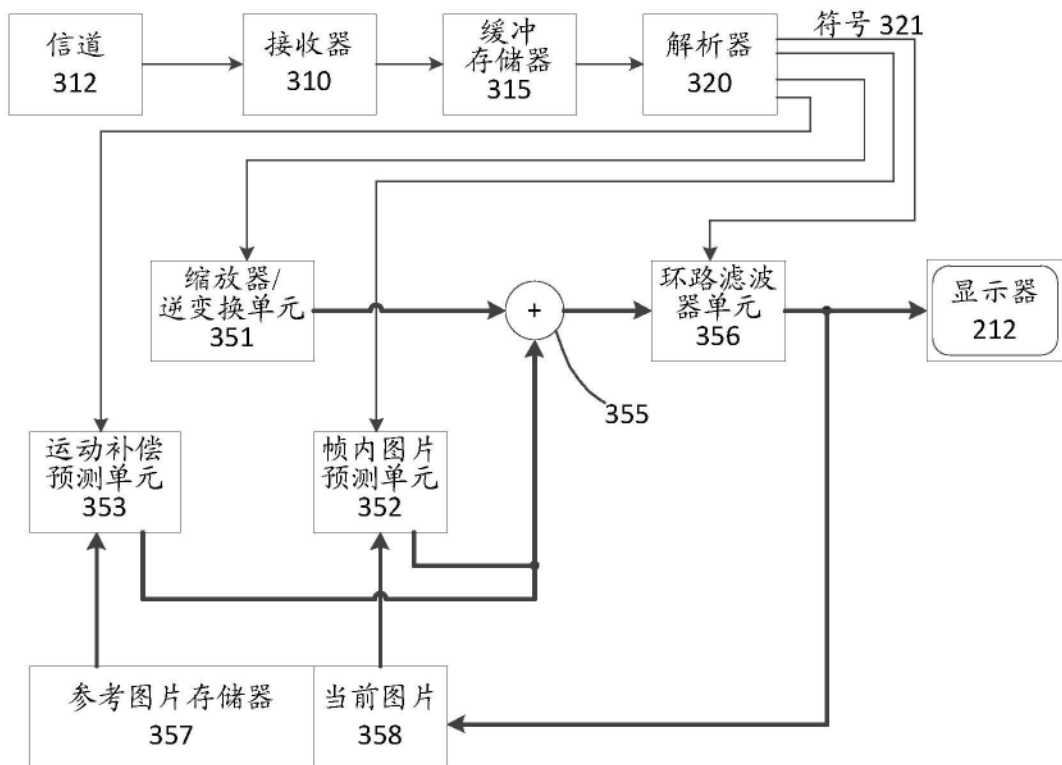 信道
312
接收器
310
缓冲
存储器
315
解析器
320
符号 321
缩放器/
逆变换单元
351
+
355
环路滤波
器单元
356
显示器
212
运动补偿
预测单元
353
帧内图片
预测单元
352
参考图片存储器
357
当前图片
358